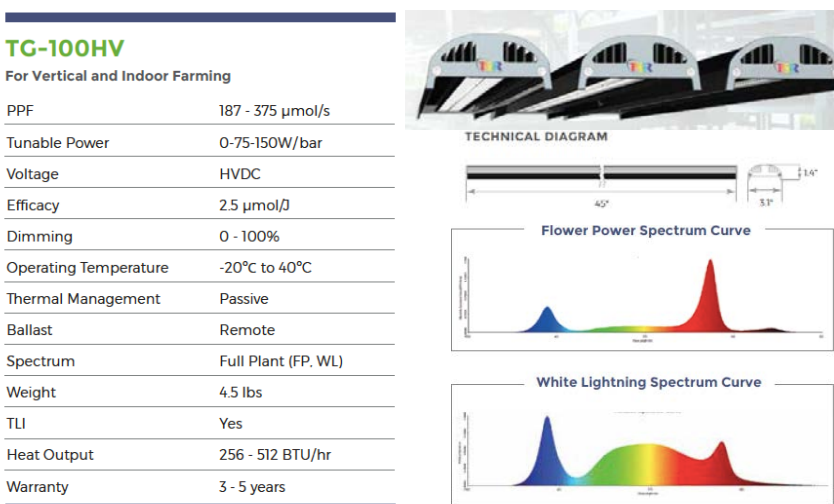 TG-100HV
For Vertical and Indoor Farming
PPF 187 - 375 µmol/s
Tunable Power 0-75-150W/bar
Voltage HVDC
Efficacy 2.5 µmol/J
Dimming 0 - 100%
Operating Temperature -20°C to 40°C
Thermal Management Passive
Ballast Remote
Spectrum Full Plant (FP, WL)
Weight 4.5 lbs
TLI Yes
Heat Output 256 - 512 BTU/hr
Warranty 3 - 5 years
TECHNICAL DIAGRAM
45"
1.4"
3.1"
Flower Power Spectrum Curve
White Lightning Spectrum Curve